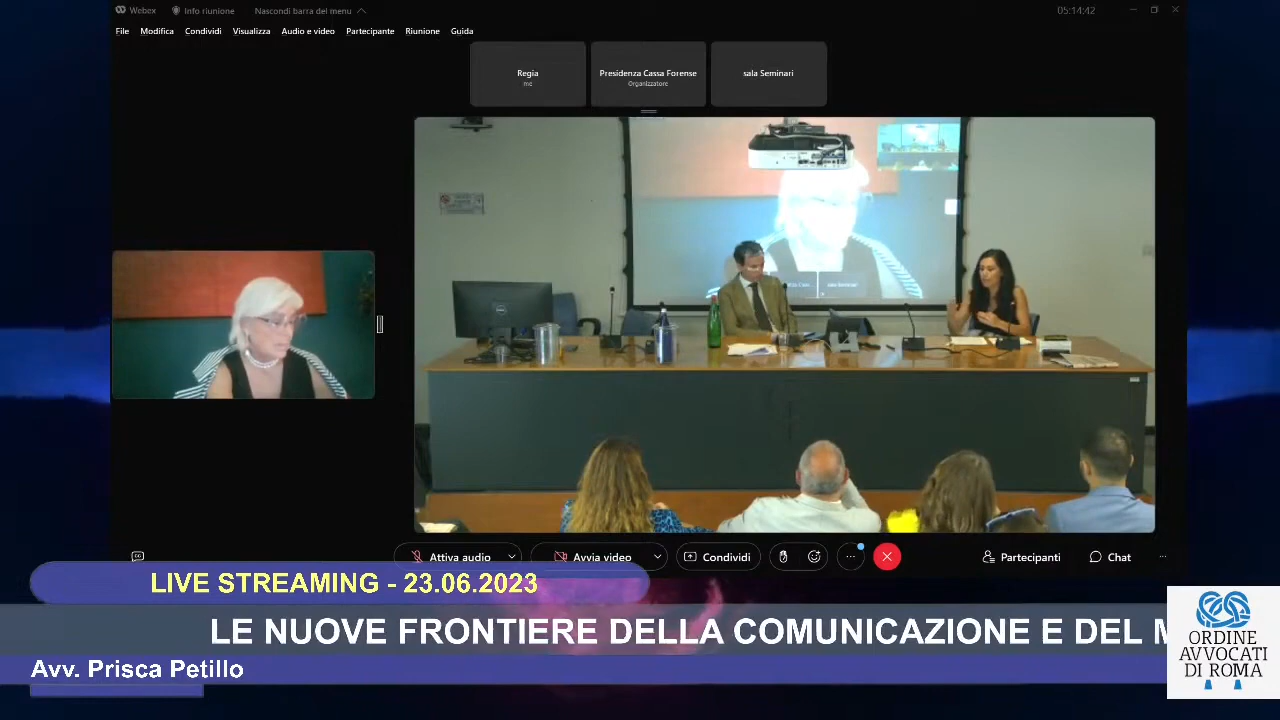 Webex Info riunione Nascondi barra del menu 05:14:42
File Modifica Condividi Visualizza Audio e video Partecipante Riunione Guida
Regia
me
Presidenza Cassa Forense
Organizzatore
sala Seminari
DELL
Attiva audio
Avvia video
Condividi
Partecipanti
Chat
LIVE STREAMING - 23.06.2023
LE NUOVE FRONTIERE DELLA COMUNICAZIONE E DEL M
Avv. Prisca Petillo
ORDINE
AVVOCATI
DI ROMA